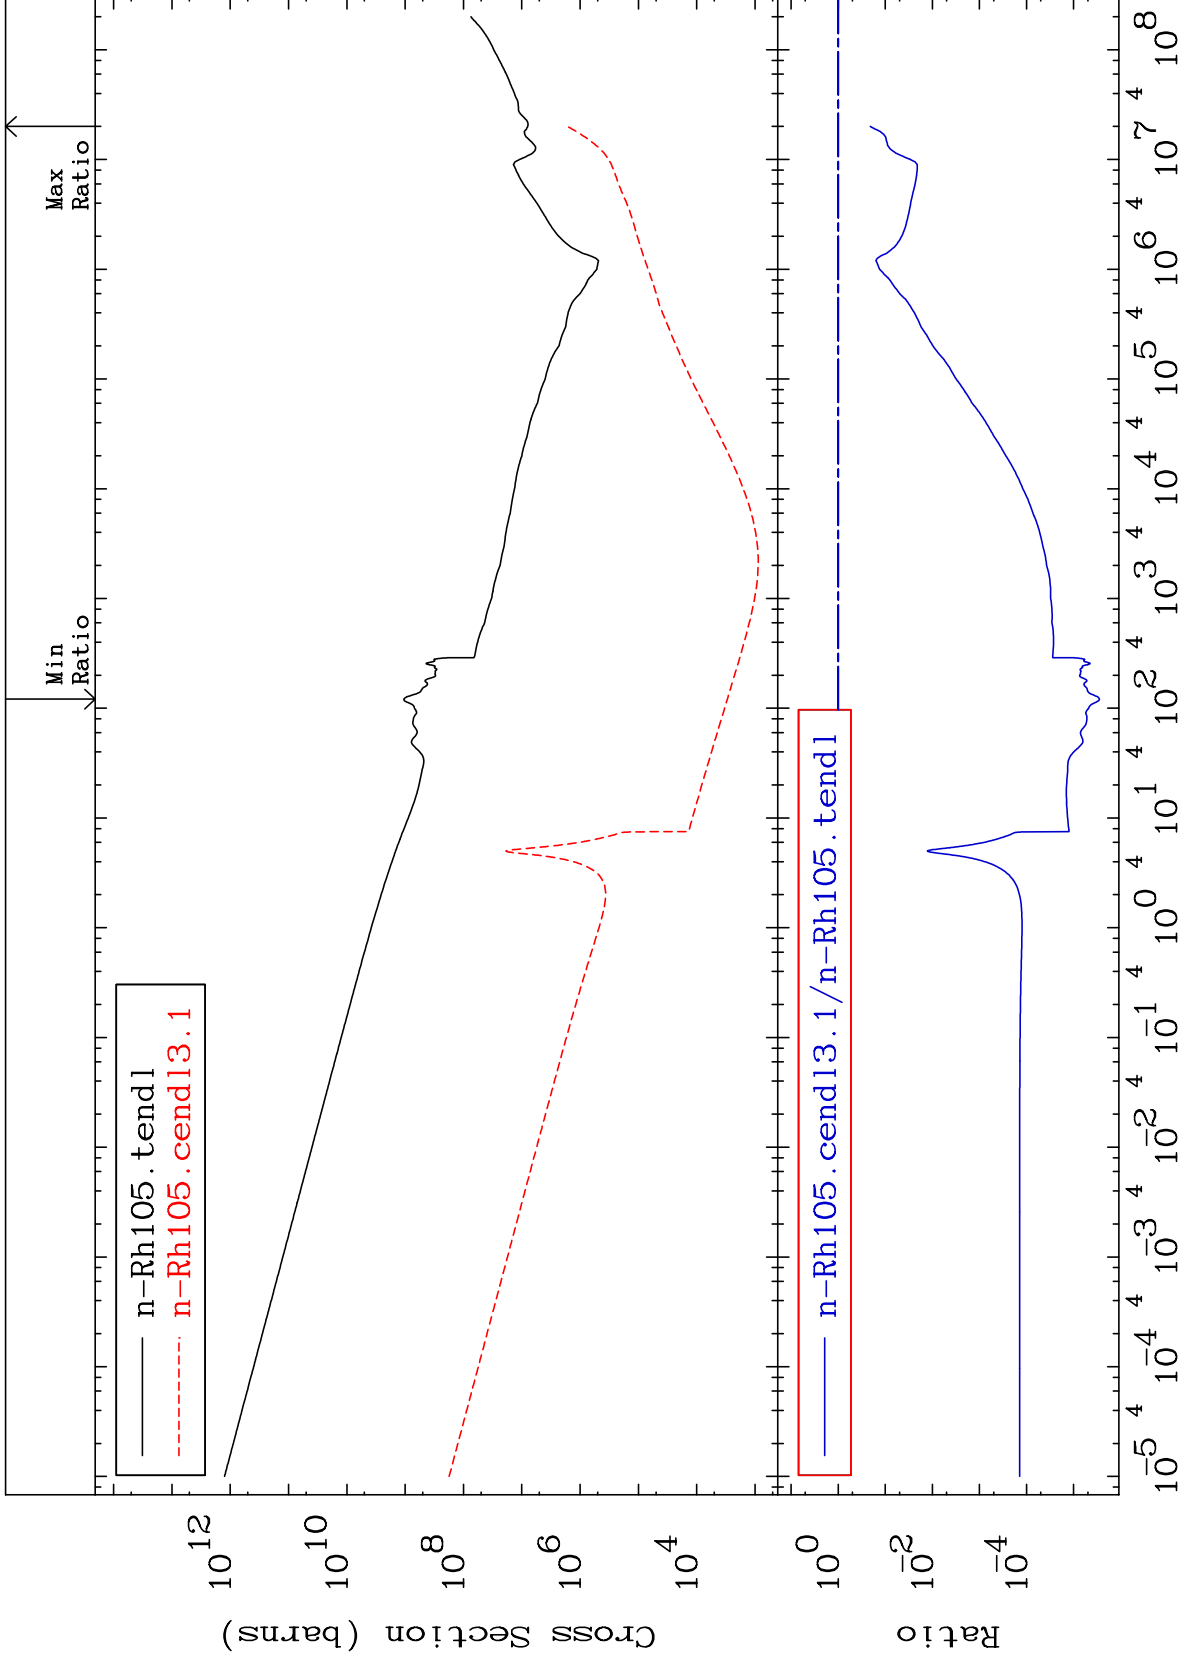 Min
Ratio
Max
Ratio
n-Rh105.tendl
n-Rh105.cendl3.1
10^12
10^10
10^8
10^6
10^4
Cross Section (barns)
n-Rh105.cendl3.1/n-Rh105.tendl
10^0
10^-2
10^-4
Ratio
10^-5 4 10^-4 4 10^-3 4 10^-2 4 10^-1 4 10^0 4 10^1 4 10^2 4 10^3 4 10^4 4 10^5 4 10^6 4 10^7 4 10^8